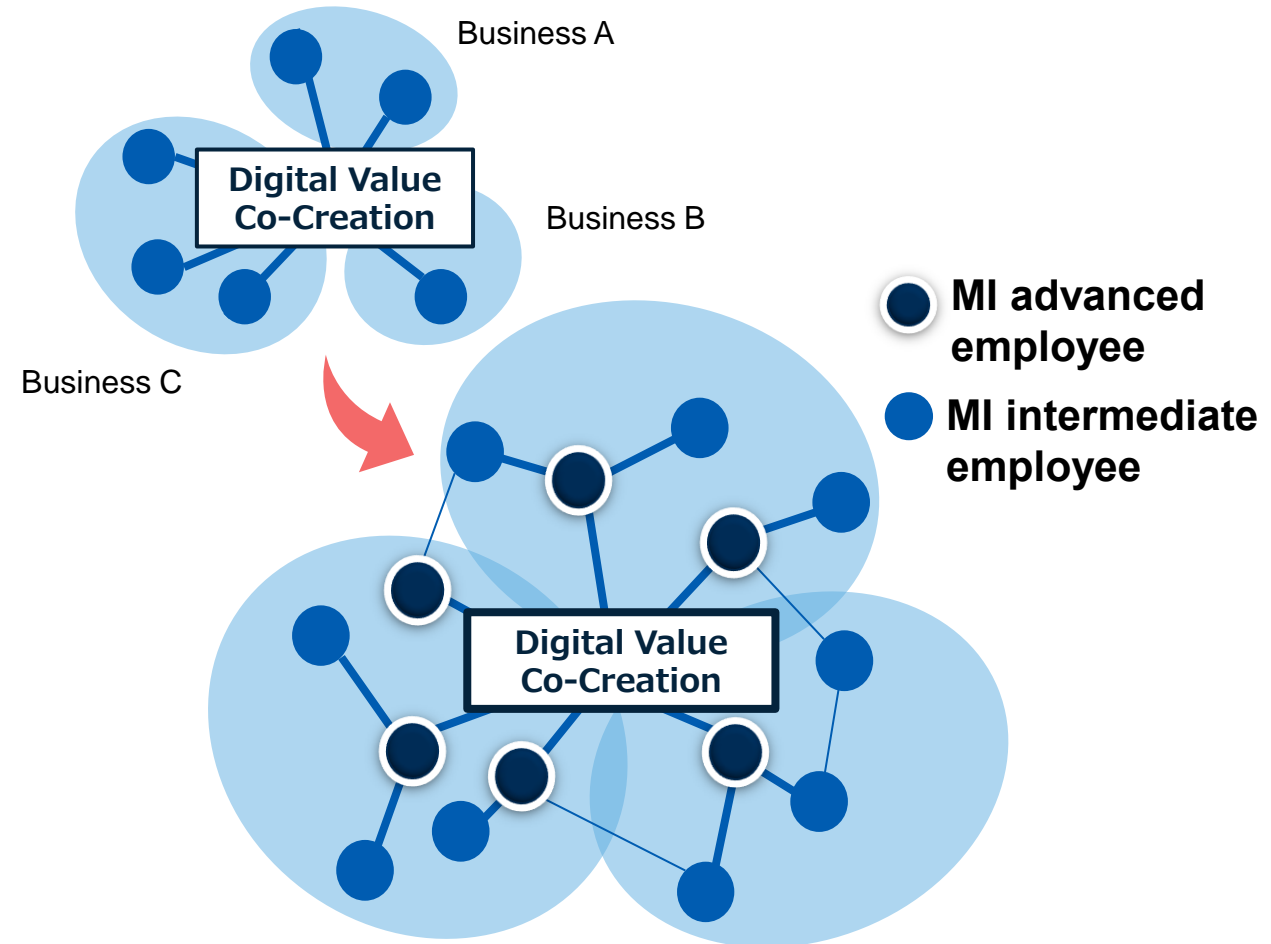 Business A
Digital Value
Co-Creation
Business B
Business C
MI advanced
employee
MI intermediate
employee
Digital Value
Co-Creation